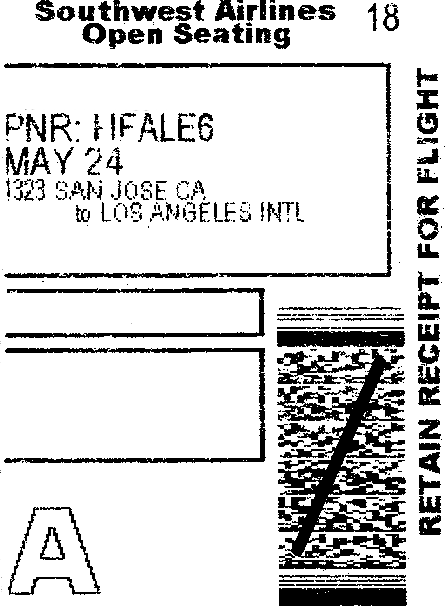 Southwest Airlines 18
Open Seating
PNR: HFALE6
MAY 24
1323 SAN JOSE CA
to LOS ANGELES INTL
A
RETAIN RECEIPT FOR FLIGHT